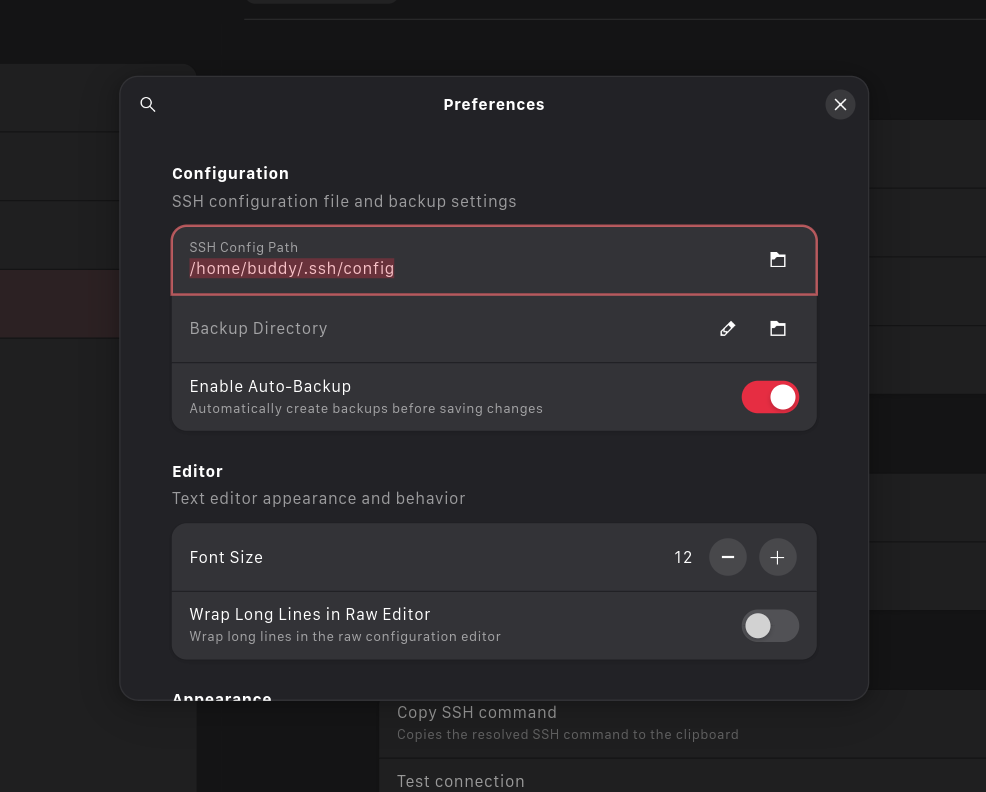 Preferences
Configuration
SSH configuration file and backup settings
SSH Config Path
/home/buddy/.ssh/config
Backup Directory
Enable Auto-Backup
Automatically create backups before saving changes
Editor
Text editor appearance and behavior
Font Size
12
Wrap Long Lines in Raw Editor
Wrap long lines in the raw configuration editor
Appearance
Copy SSH command
Copies the resolved SSH command to the clipboard
Test connection